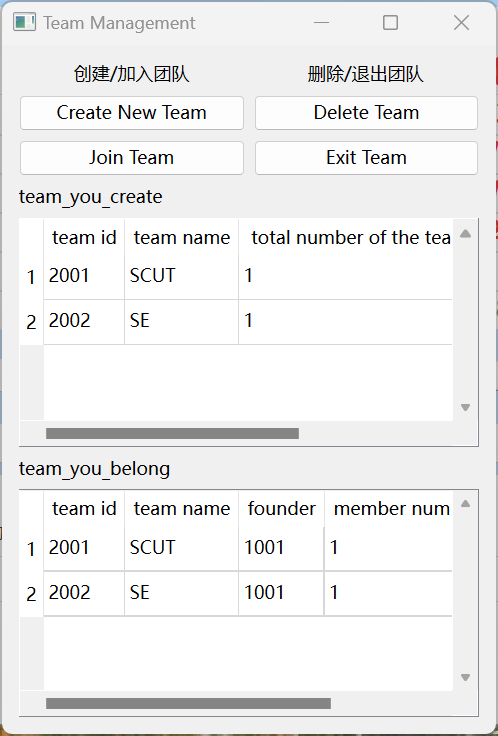 Team Management
创建/加入团队 删除/退出团队
Create New Team Delete Team
Join Team Exit Team
team_you_create
team id team name total number of the tea
1 2001 SCUT 1
2 2002 SE 1
team_you_belong
team id team name founder member num
1 2001 SCUT 1001 1
2 2002 SE 1001 1